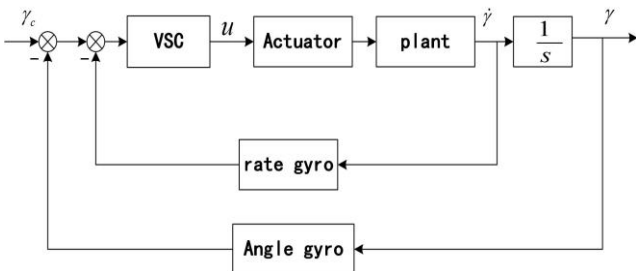 γc VSC u Actuator plant γ̇ 1/s γ
− −
rate gyro
Angle gyro